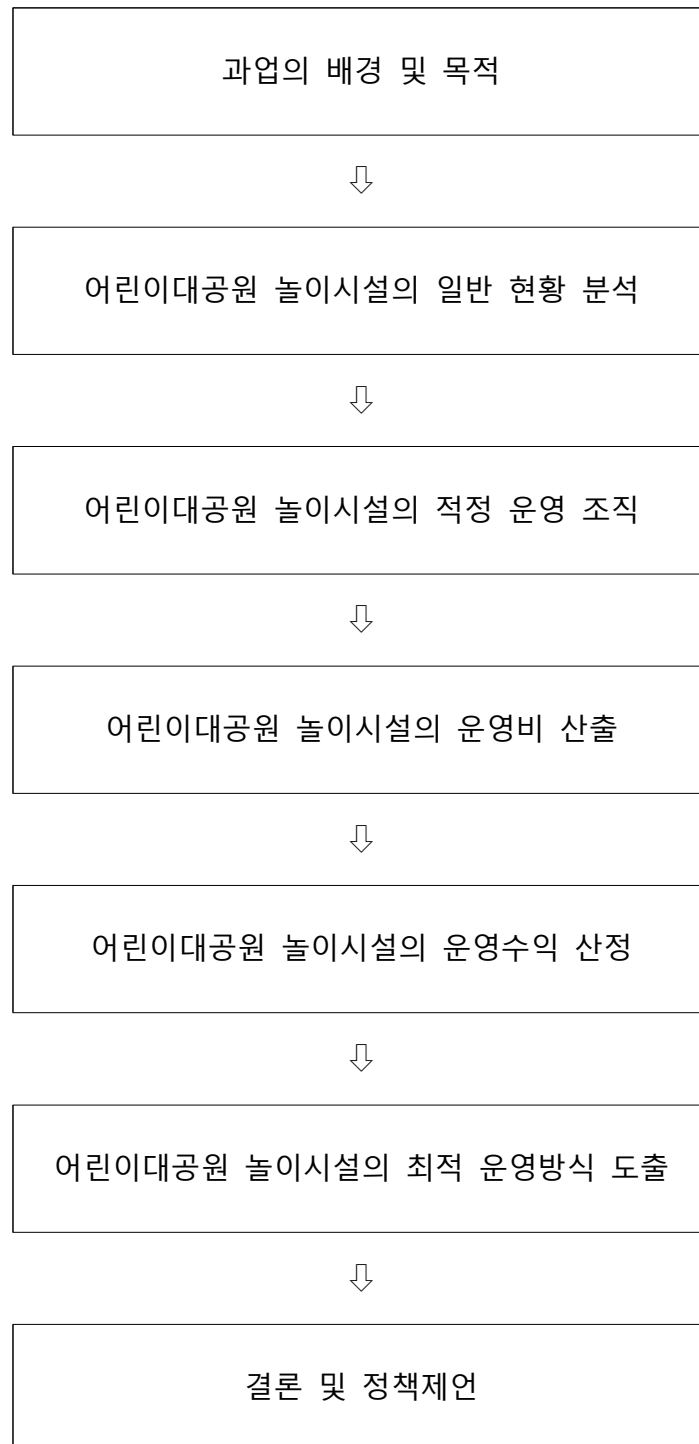 과업의 배경 및 목적
⇩
어린이대공원 놀이시설의 일반 현황 분석
⇩
어린이대공원 놀이시설의 적정 운영 조직
⇩
어린이대공원 놀이시설의 운영비 산출
⇩
어린이대공원 놀이시설의 운영수익 산정
⇩
어린이대공원 놀이시설의 최적 운영방식 도출
⇩
결론 및 정책제언